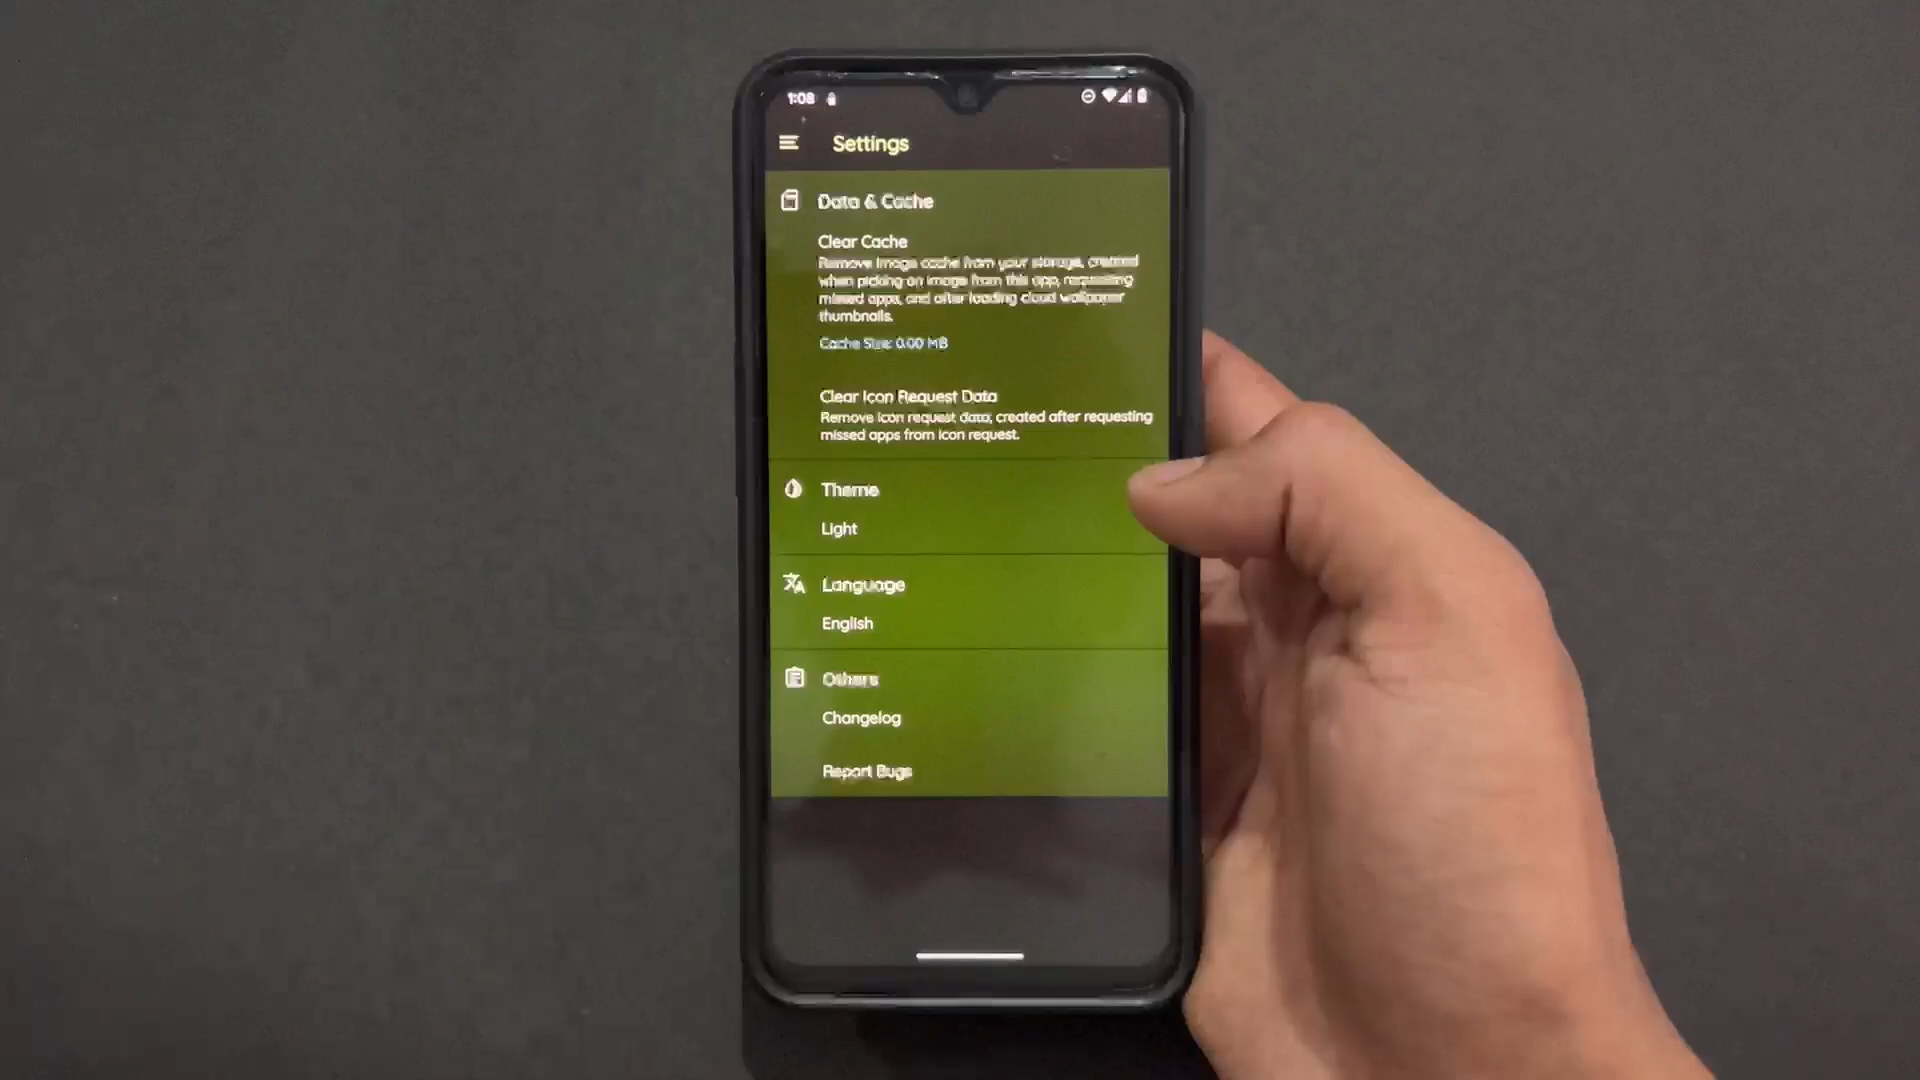 1:08
Settings
Data & Cache
Clear Cache
Remove image cache from your storage, created
when picking an image from this app, requesting
missed apps, and after loading cloud wallpaper
thumbnails.
Cache Size: 0.00 MB
Clear Icon Request Data
Remove icon request data, created after requesting
missed apps from icon request.
Theme
Light
Language
English
Others
Changelog
Report Bugs